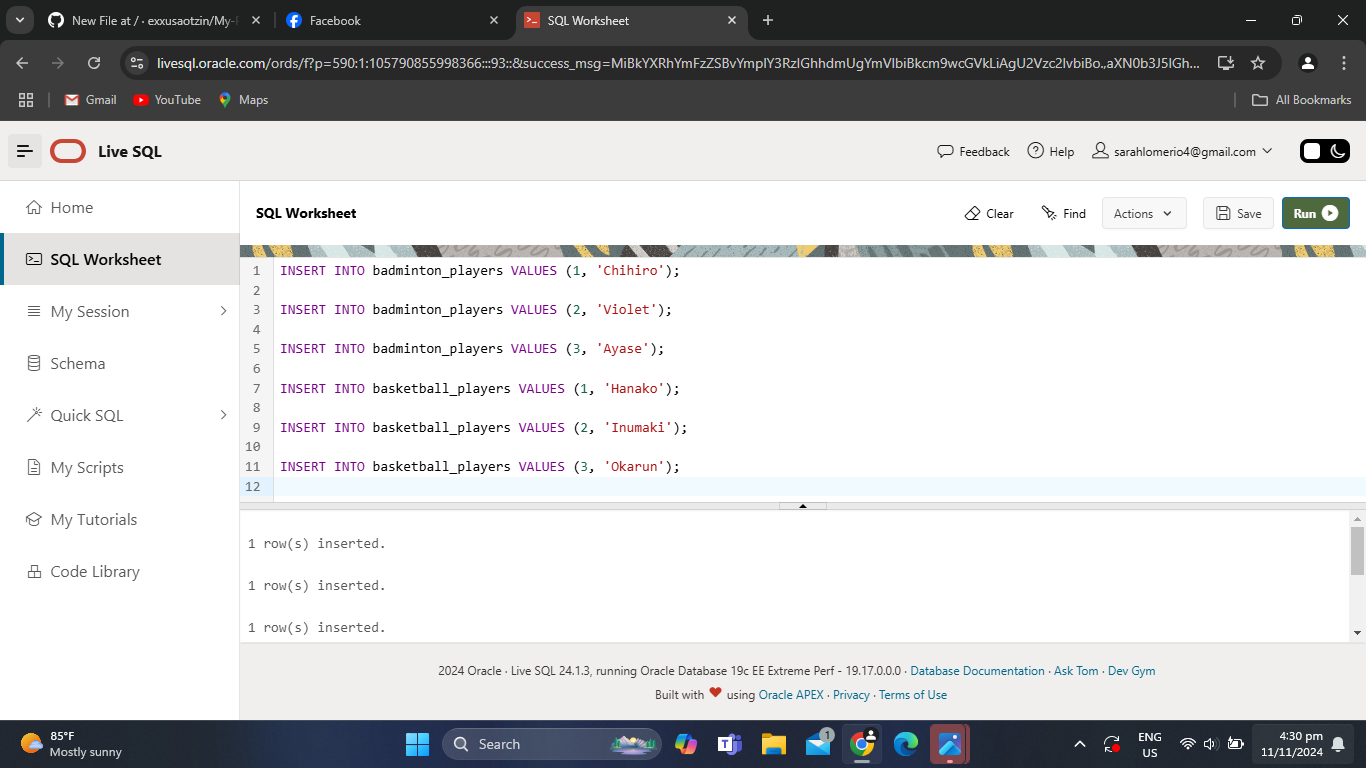 New File at / · exxusaotzin/My-
Facebook
SQL Worksheet
livesql.oracle.com/ords/f?p=590:1:105790855998366:::93::&success_msg=MiBkYXRhYmFzZSBvYmplY3RzIGhhdmUgYmVlbiBkcm9wcGVkLiAgU2Vzc2lvbiBo.,aXN0b3J5IGh...
Gmail
YouTube
Maps
All Bookmarks
Live SQL
Feedback
Help
sarahlomerio4@gmail.com
Home
SQL Worksheet
My Session
Schema
Quick SQL
My Scripts
My Tutorials
Code Library
SQL Worksheet
Clear
Find
Actions
Save
Run
1 INSERT INTO badminton_players VALUES (1, 'Chihiro');
2
3 INSERT INTO badminton_players VALUES (2, 'Violet');
4
5 INSERT INTO badminton_players VALUES (3, 'Ayase');
6
7 INSERT INTO basketball_players VALUES (1, 'Hanako');
8
9 INSERT INTO basketball_players VALUES (2, 'Inumaki');
10
11 INSERT INTO basketball_players VALUES (3, 'Okarun');
12
1 row(s) inserted.
1 row(s) inserted.
1 row(s) inserted.
2024 Oracle · Live SQL 24.1.3, running Oracle Database 19c EE Extreme Perf - 19.17.0.0.0 · Database Documentation · Ask Tom · Dev Gym
Built with ❤ using Oracle APEX · Privacy · Terms of Use
85°F
Mostly sunny
Search
1
ENG
US
4:30 pm
11/11/2024